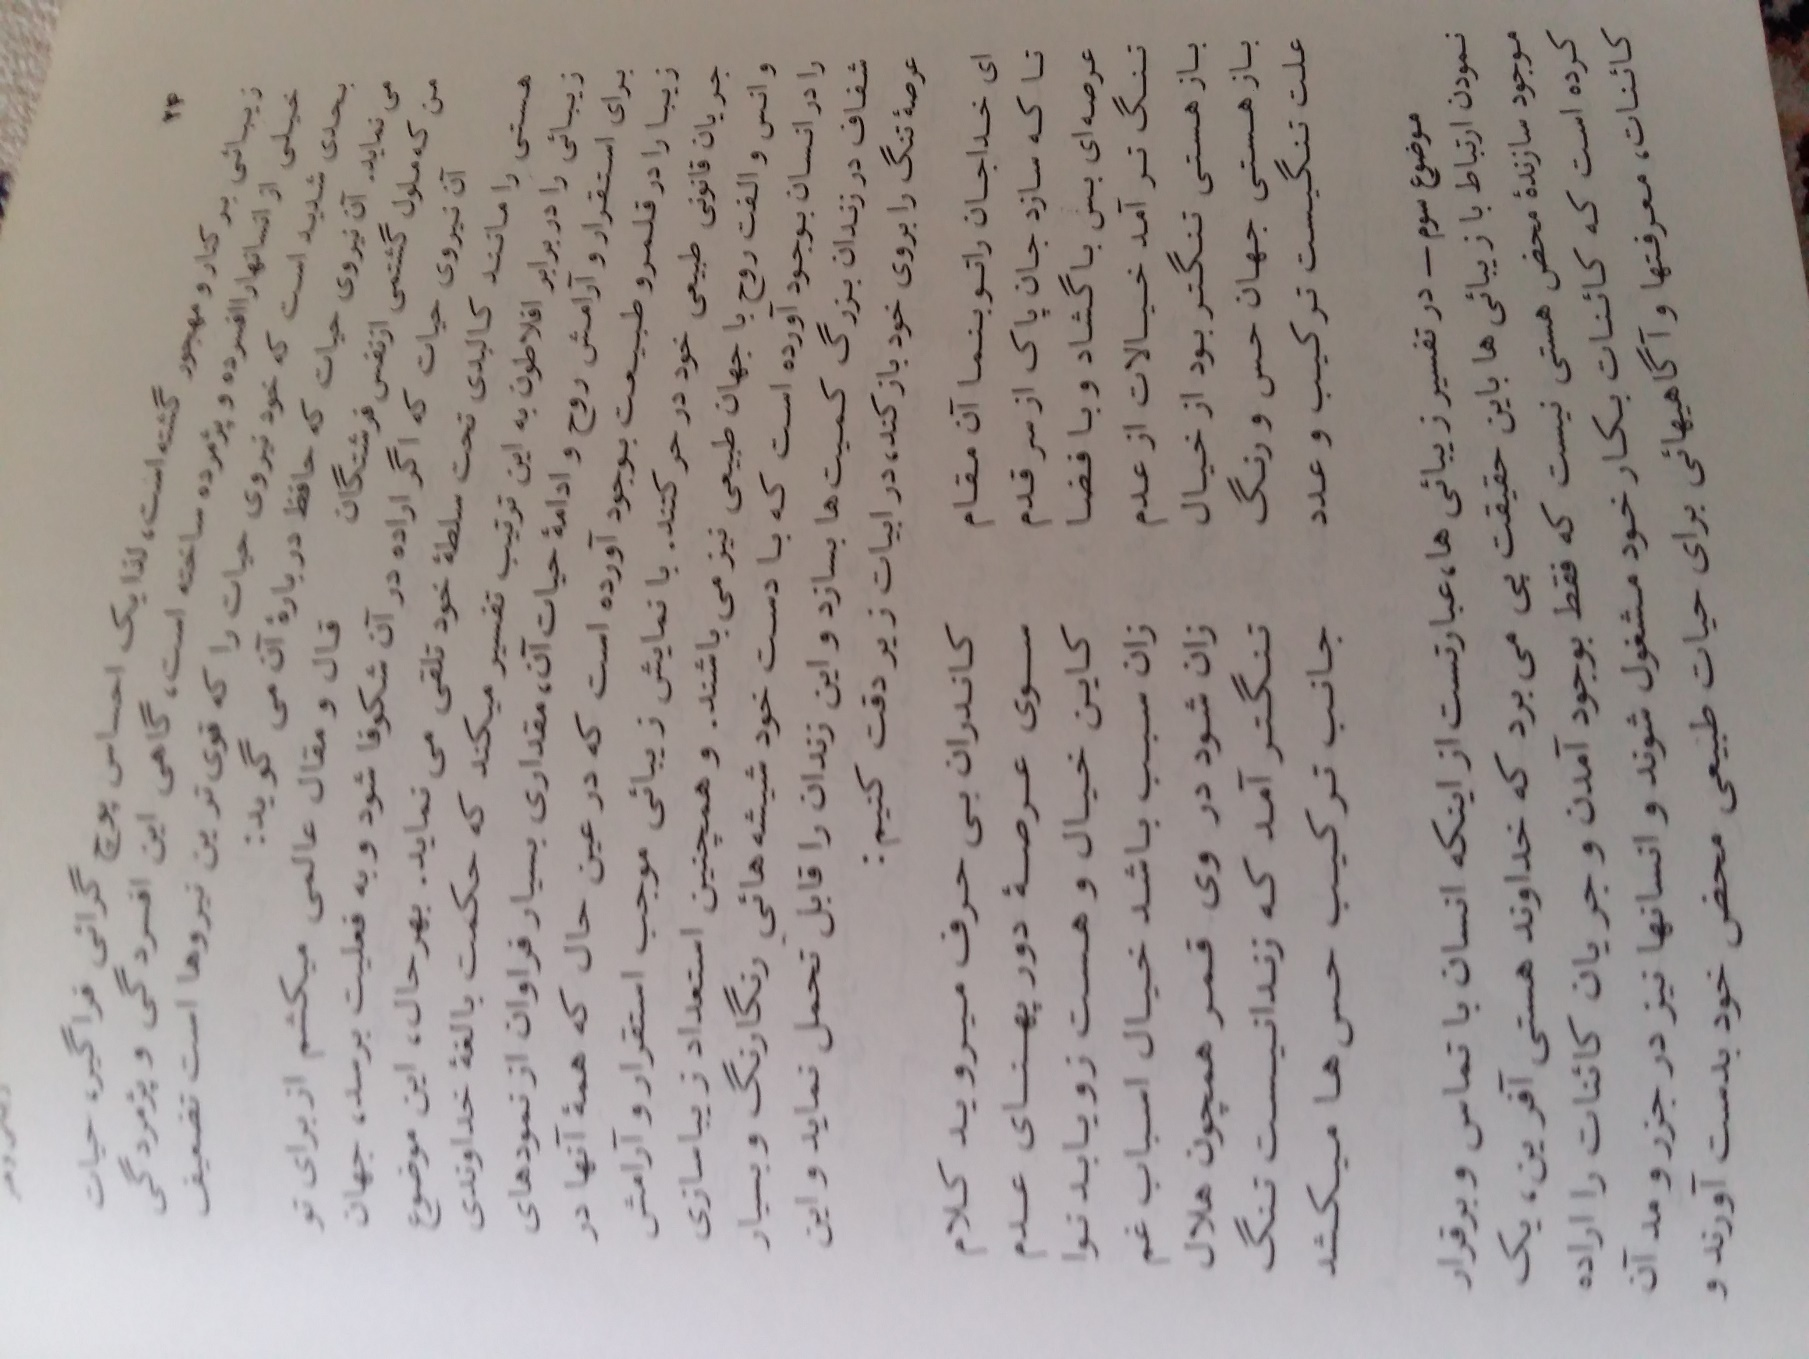 ۲۴
زیبائی بر کار و مهجور گشته است، لذا یک احساس پوچ گرائی فراگیر، حیات
خیلی از انسانها را افسرده و پژمرده ساخته است، گاهی این افسردگی و پژمردگی
بحدی شدید است که خود نیروی حیات را که قوی ترین نیروها است تضعیف
می نماید. آن نیروی حیات که حافظ در بارهٔ آن می گوید:
من که ملول گشتمی از نفس فرشتگان قال و مقال عالمی میکشم از برای تو
آن نیروی حیات که اگر اراده در آن شکوفا شود و به فعلیت برسد، جهان
هستی را مانند کالبدی تحت سلطهٔ خود تلقی می نماید. بهر حال، این موضوع
زیبائی را در برابر افلاطون به این ترتیب تفسیر میکند که حکمت بالغهٔ خداوندی
برای استقرار و آرامش روح و ادامهٔ حیات آن، مقداری بسیار فراوان از نمودهای
زیبا را در قلمرو طبیعت بوجود آورده است که در عین حال که همهٔ آنها در
جریان قانونی طبیعی خود در حرکتند. با نمایش زیبائی موجب استقرار و آرامش
و انس و الفت روح با جهان طبیعی نیز می باشند. و همچنین استعداد زیباسازی
را در انسان بوجود آورده است که با دست خود شیشه هائی رنگارنگ و بسیار
شفاف در زندان بزرگ کمیت ها بسازد و این زندان را قابل تحمل نماید و این
عرصهٔ تنگ را بروی خود باز کند، در ابیات زیر دقت کنیم:
ای خدا جان را تو بنما آن مقام کاندران بی حرف میروید کلام
تا که سازد جان پاک از سر قدم سوی عرصهٔ دور پهنای عدم
عرصه ای بس با گشاد و با فضا کاین خیال و هست زو یابد نوا
تنگ تر آمد خیالات از عدم زان سبب باشد خیال اسباب غم
باز هستی تنگتر بود از خیال زان شود در وی قمر همچون هلال
باز هستی جهان حس و رنگ تنگتر آمد که زندانیست تنگ
علت تنگیست ترکیب و عدد جانب ترکیب حس ها میکشد
موضوع سوم – در تفسیر زیبائی ها، عبارتست از اینکه انسان با تماس و برقرار
نمودن ارتباط با زیبائی ها باین حقیقت پی می برد که خداوند هستی آفرین، یک
موجود سازندهٔ محض هستی نیست که فقط بوجود آمدن و جریان کائنات را اراده
کرده است که کائنات بکار خود مشغول شوند و انسانها نیز در جزر و مد آن
کائنات، معرفتها و آگاهیهائی برای حیات طبیعی محض خود بدست آورند و